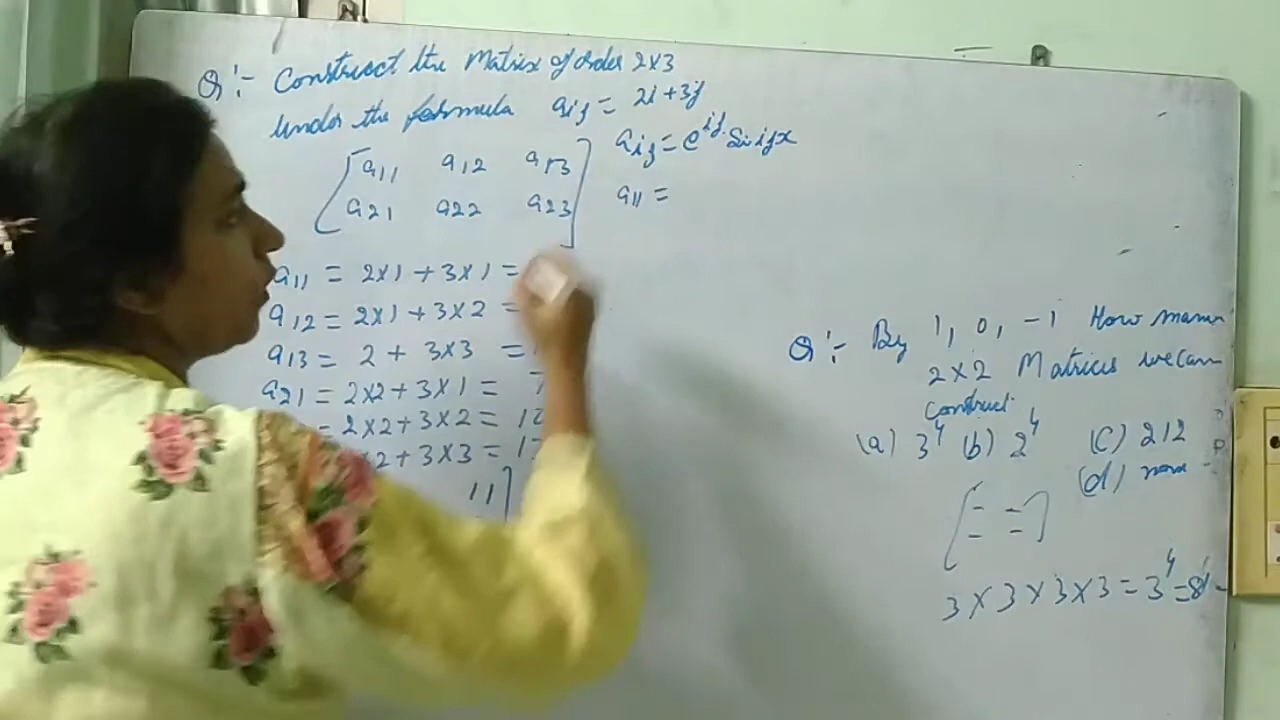 Q:- Construct the Matrix of order 2×3
under the formula aij = 2i + 3j
aij = e^ij. Sin ijx
a11 a12 a13
a21 a22 a23
a11 =
a11 = 2×1 + 3×1 =
a12 = 2×1 + 3×2 =
a13 = 2 + 3×3 =
a21 = 2×2 + 3×1 = 7
= 2×2 + 3×2 = 10
×2 + 3×3 = 1
11
Q:- By 1, 0, -1 How many
2×2 Matrices we can
Construct
(a) 3^4 (b) 2^4 (c) 212
(d) none
3×3×3×3 = 3^4 = 81